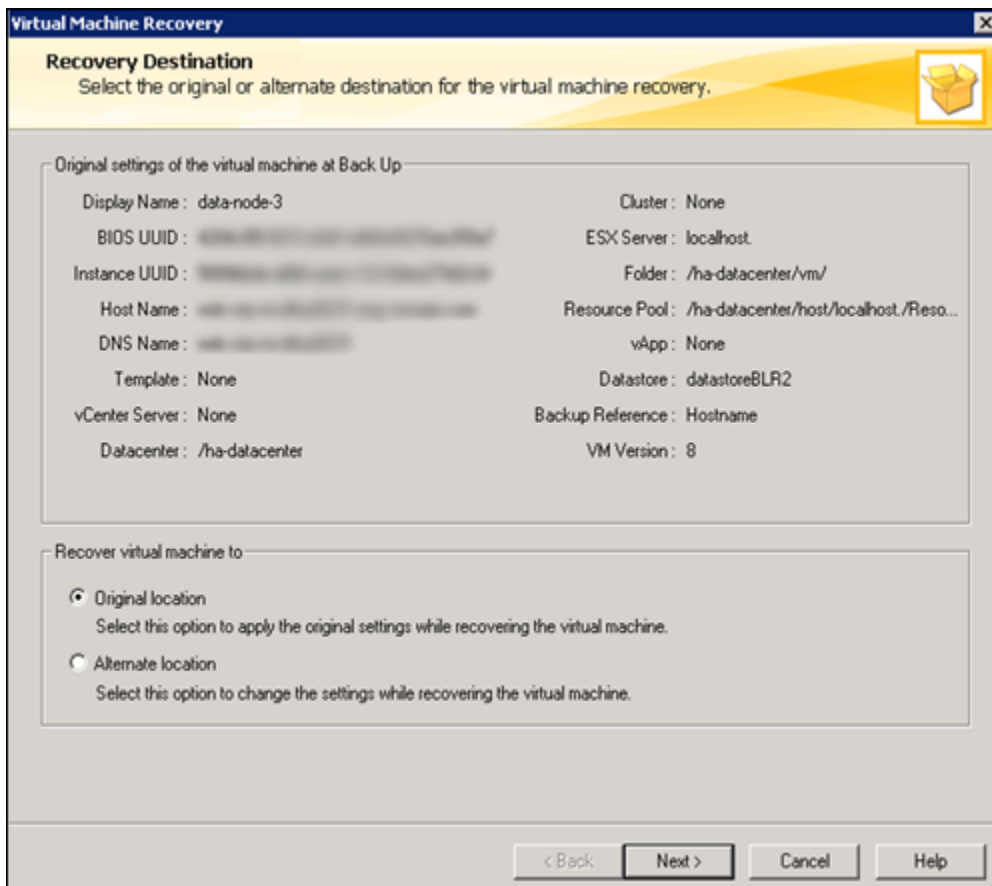 Virtual Machine Recovery
Recovery Destination
Select the original or alternate destination for the virtual machine recovery.
Original settings of the virtual machine at Back Up
Display Name : data-node-3
BIOS UUID :
Instance UUID :
Host Name :
DNS Name :
Template : None
vCenter Server : None
Datacenter : /ha-datacenter
Cluster : None
ESX Server : localhost.
Folder : /ha-datacenter/vm/
Resource Pool : /ha-datacenter/host/localhost./Reso...
vApp : None
Datastore : datastoreBLR2
Backup Reference : Hostname
VM Version : 8
Recover virtual machine to
Original location
Select this option to apply the original settings while recovering the virtual machine.
Alternate location
Select this option to change the settings while recovering the virtual machine.
< Back
Next >
Cancel
Help